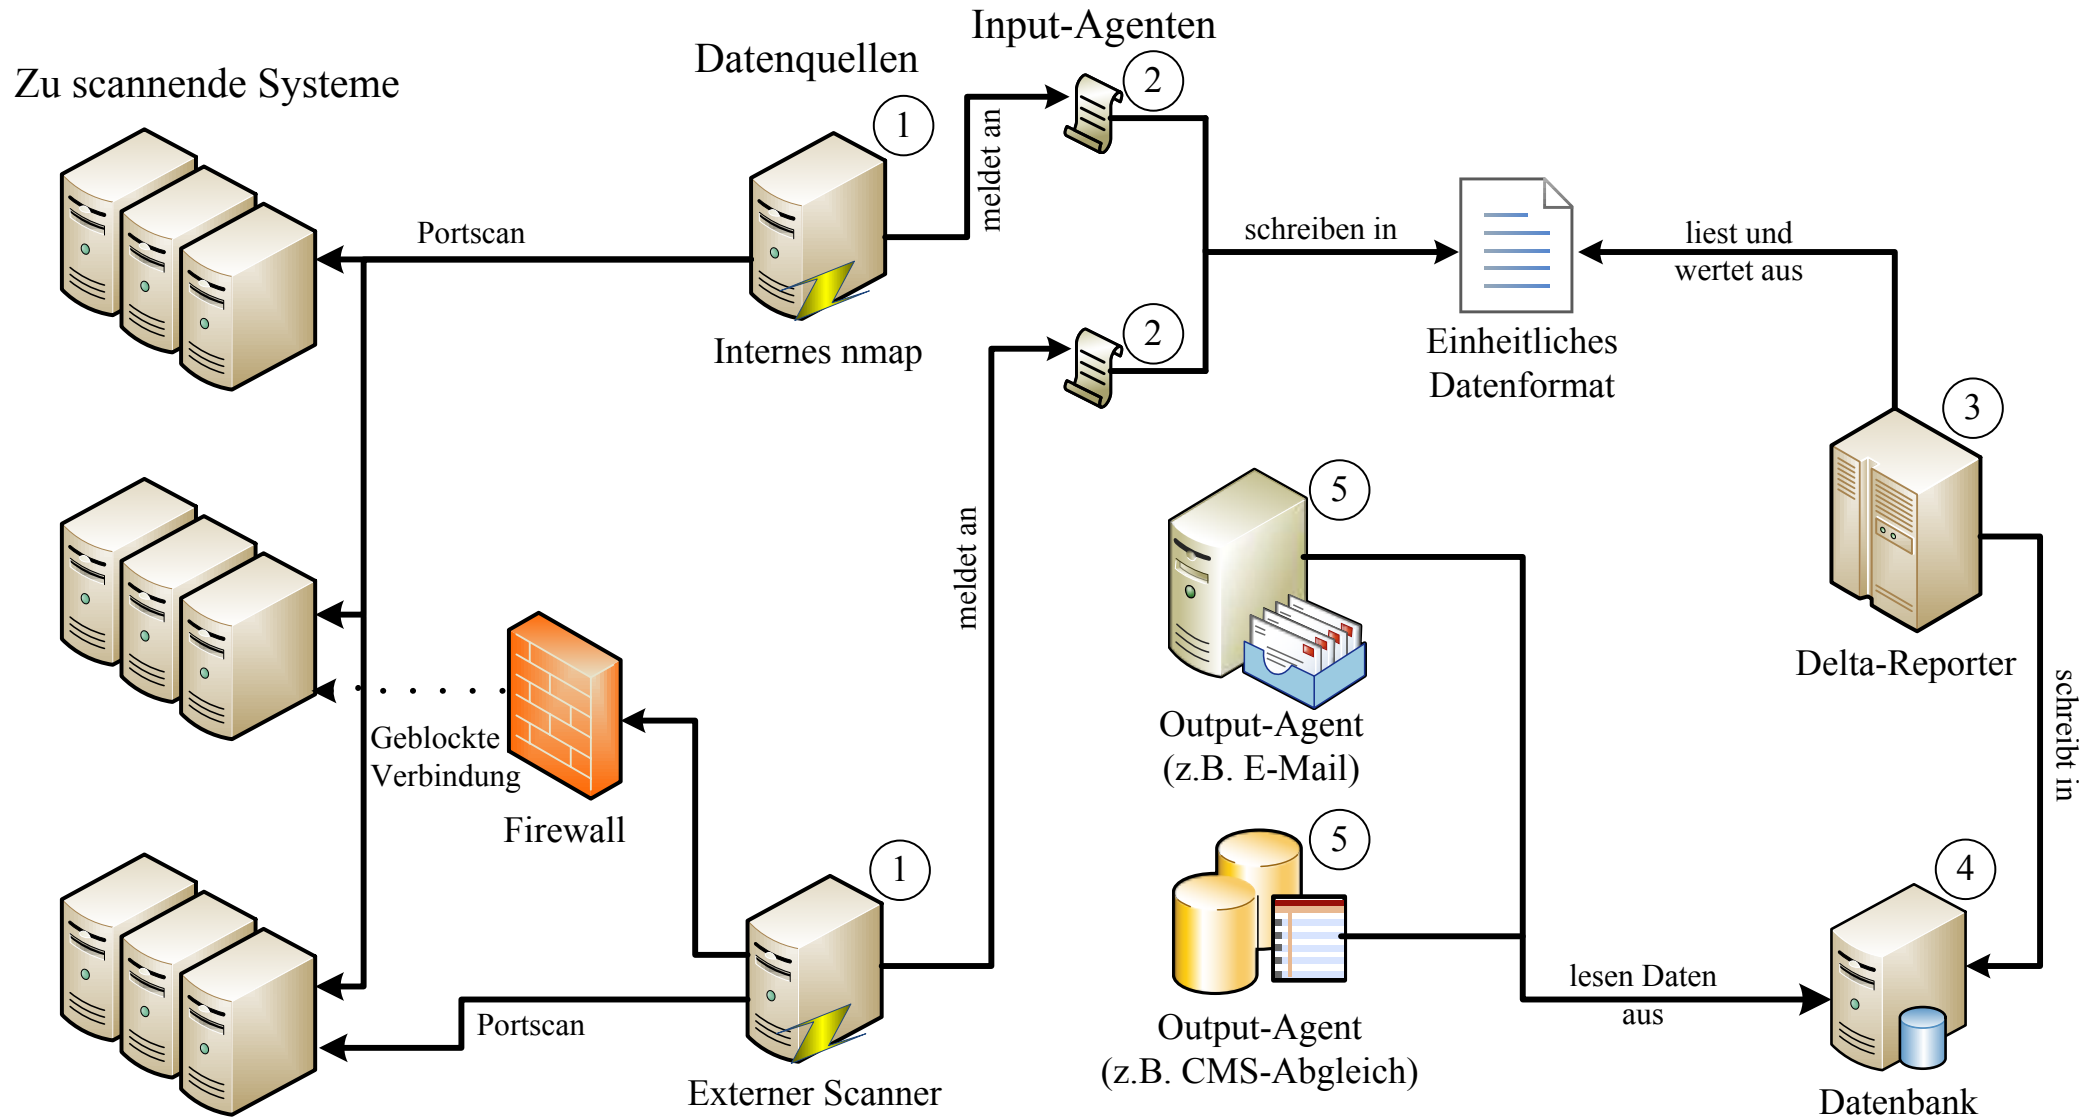 Input-Agenten
Datenquellen
Zu scannende Systeme
1
2
meldet an
Portscan
schreiben in
liest und
wertet aus
Internes nmap
2
Einheitliches
Datenformat
3
5
meldet an
Delta-Reporter
schreibt in
Geblockte
Verbindung
Output-Agent
(z.B. E-Mail)
Firewall
5
1
4
lesen Daten
aus
Portscan
Output-Agent
(z.B. CMS-Abgleich)
Externer Scanner
Datenbank